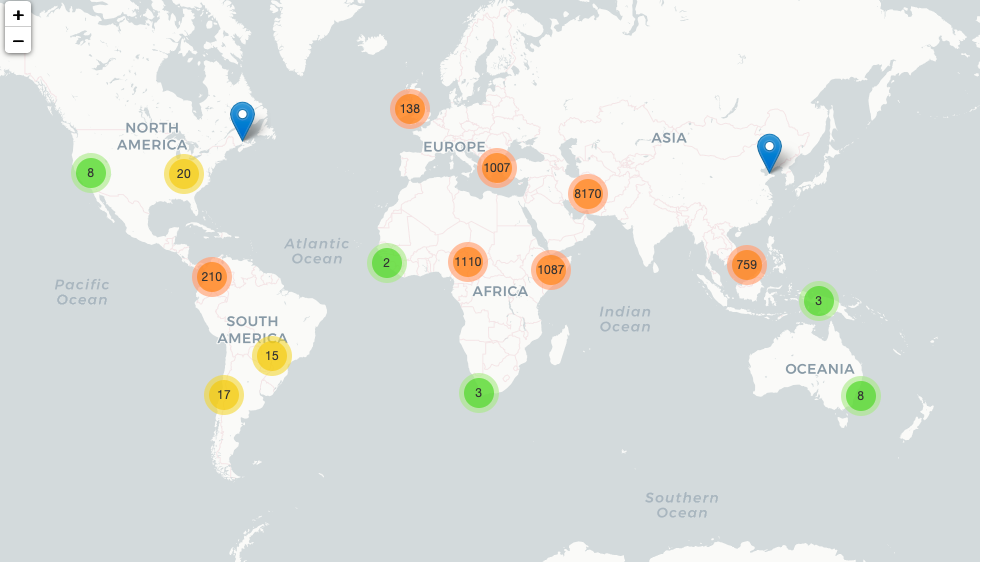 +
−
138
NORTH
AMERICA
ASIA
EUROPE
8
20
1007
8170
Atlantic
Ocean
2
1110
1087
759
210
Pacific
Ocean
AFRICA
3
Indian
Ocean
SOUTH
AMERICA
15
OCEANIA
17
3
8
Southern
Ocean